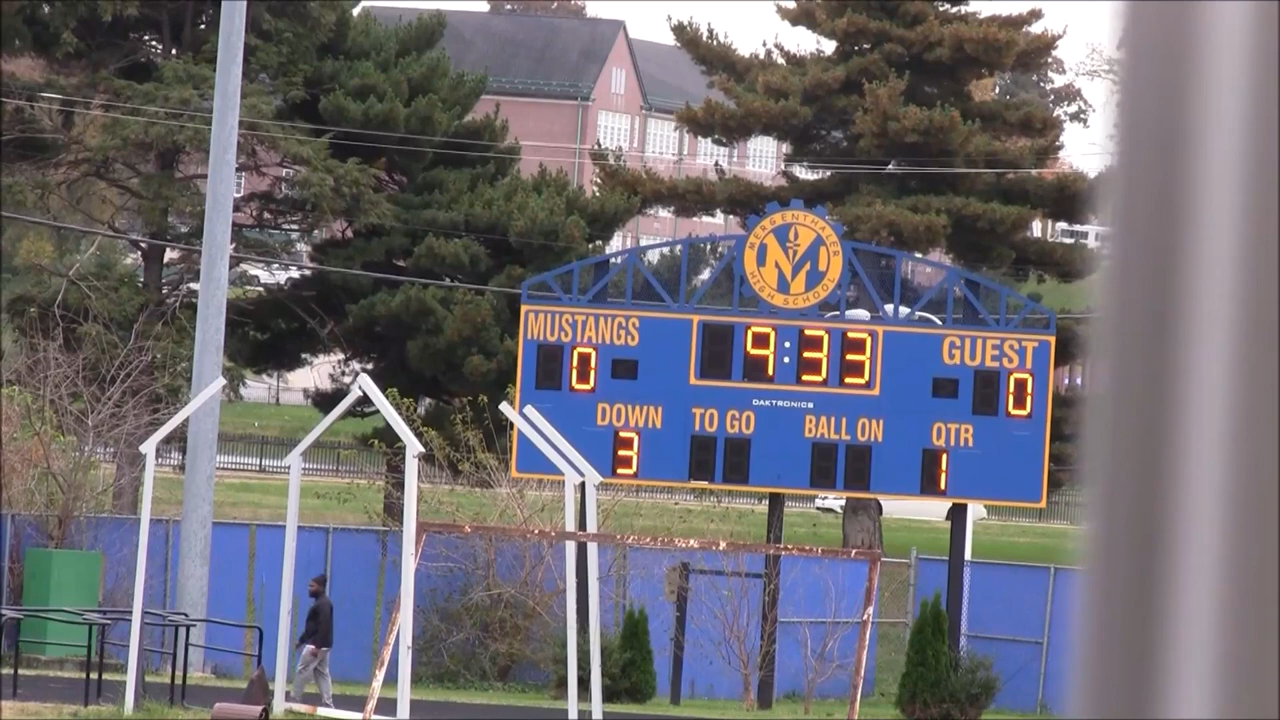 MERGENTHALER
HIGH SCHOOL
MUSTANGS
9:33
GUEST
0
0
DAKTRONICS
DOWN
TO GO
BALL ON
QTR
3
1